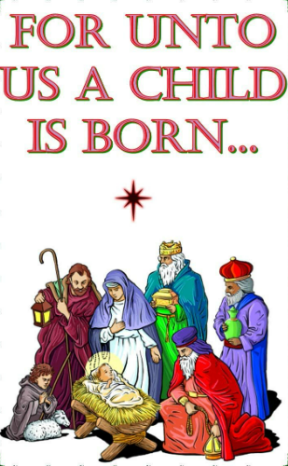 FOR UNTO
US A CHILD
IS BORN...